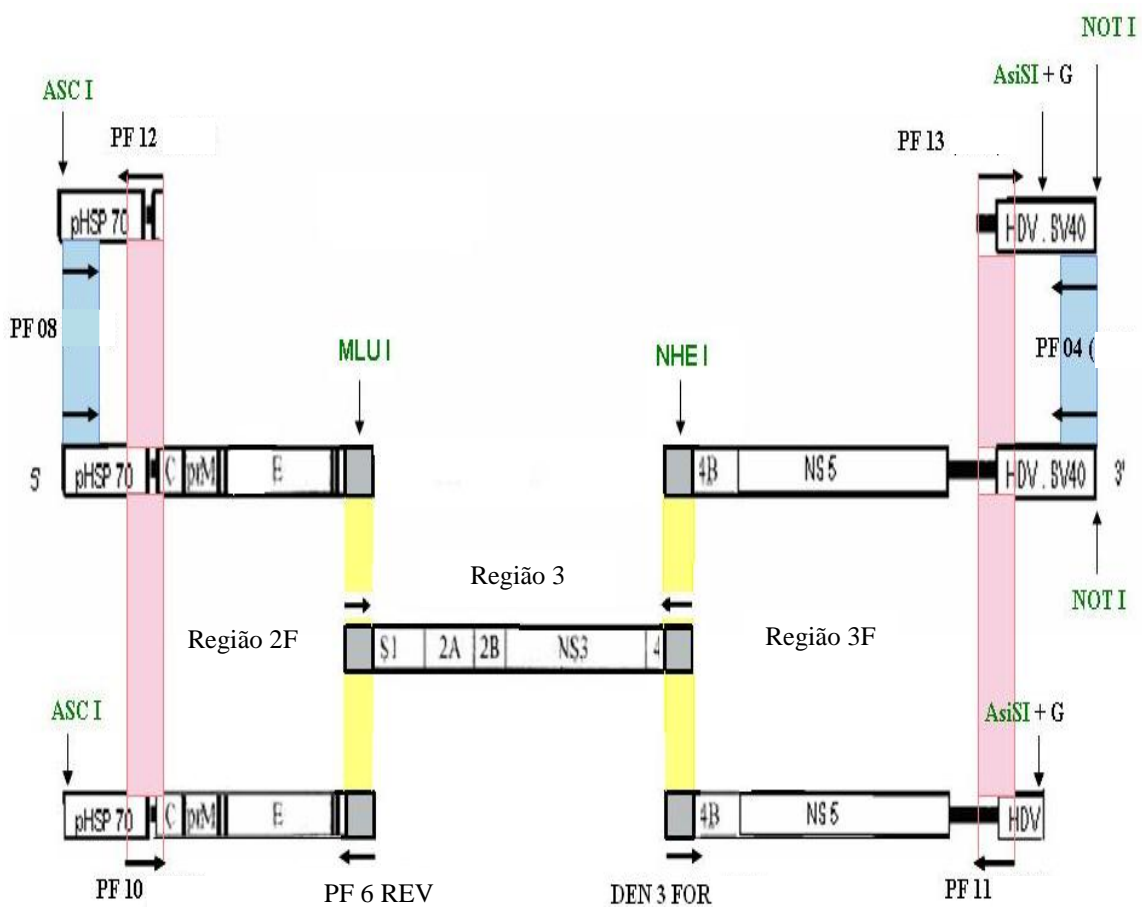 NOT I
AsiSI + G
ASC I
PF 12
PF 13
pHSP 70
HDV . SV40
PF 08
MLU I
NHE I
PF 04 (
5'
pHSP 70
C
prM
E
4B
NS 5
HDV . SV40
3'
Região 3
NOT I
Região 2F
S1
2A
2B
NS3
4
Região 3F
ASC I
AsiSI + G
pHSP 70
C
prM
E
4B
NS 5
HDV
PF 10
PF 6 REV
DEN 3 FOR
PF 11